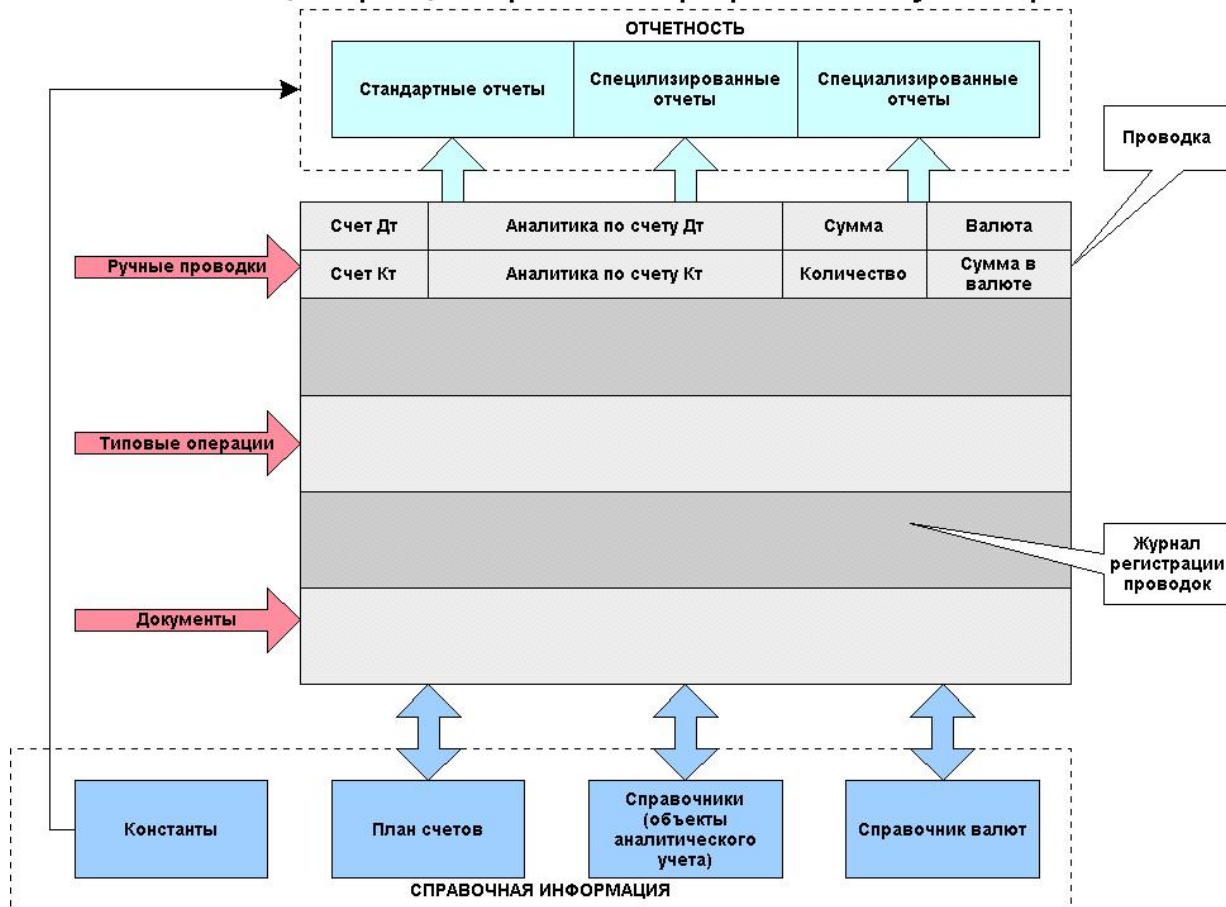 ОТЧЕТНОСТЬ
Стандартные отчеты
Специлизированные
отчеты
Специализированные
отчеты
Проводка
Счет Дт
Аналитика по счету Дт
Сумма
Валюта
Ручные проводки
Счет Кт
Аналитика по счету Кт
Количество
Сумма в
валюте
Типовые операции
Журнал
регистрации
проводок
Документы
Константы
План счетов
Справочники
(объекты
аналитического
учета)
Справочник валют
СПРАВОЧНАЯ ИНФОРМАЦИЯ